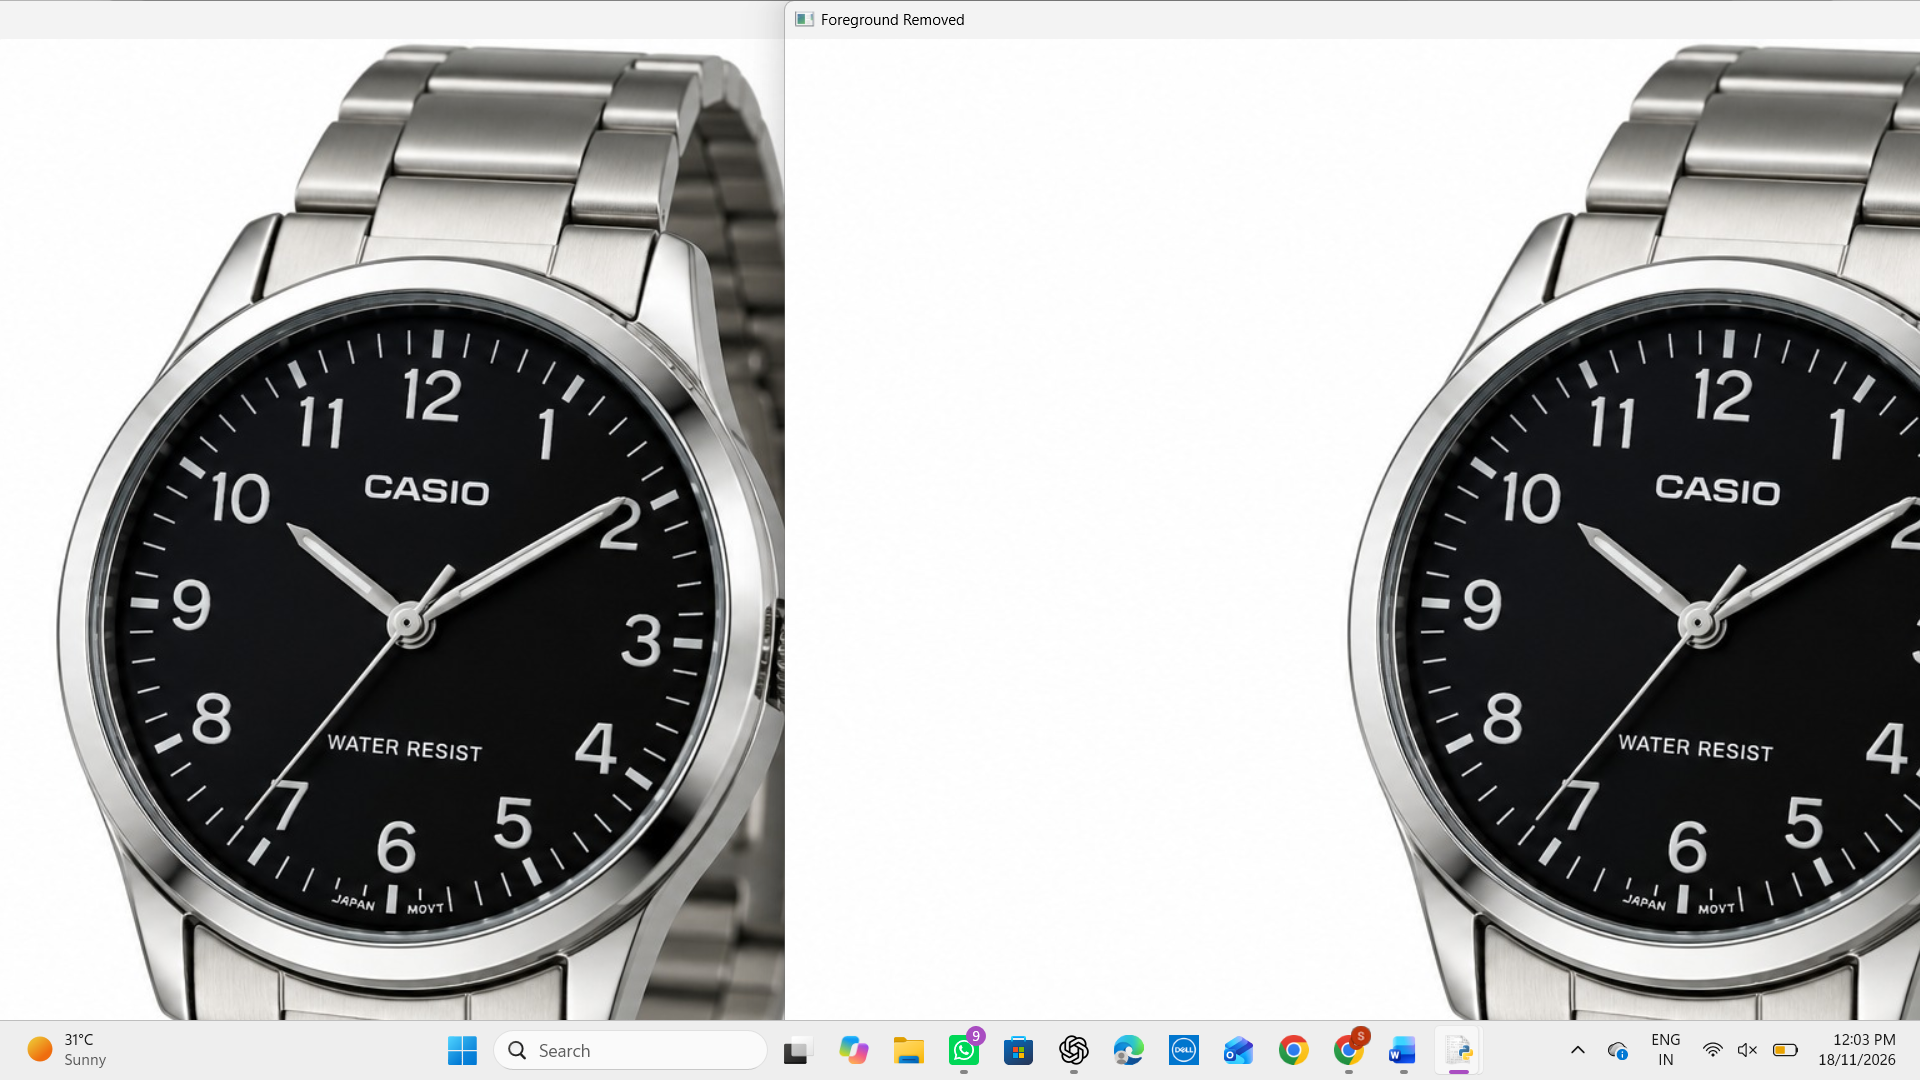 Foreground Removed
12
11
1
10
CASIO
2
9
3
8
WATER RESIST
4
7
5
6
JAPAN
MOVT
12
11
1
10
CASIO
2
9
8
WATER RESIST
4
7
5
6
JAPAN
MOVT
31°C
Sunny
Search
9
DELL
W
S
ENG
IN
12:03 PM
18/11/2026